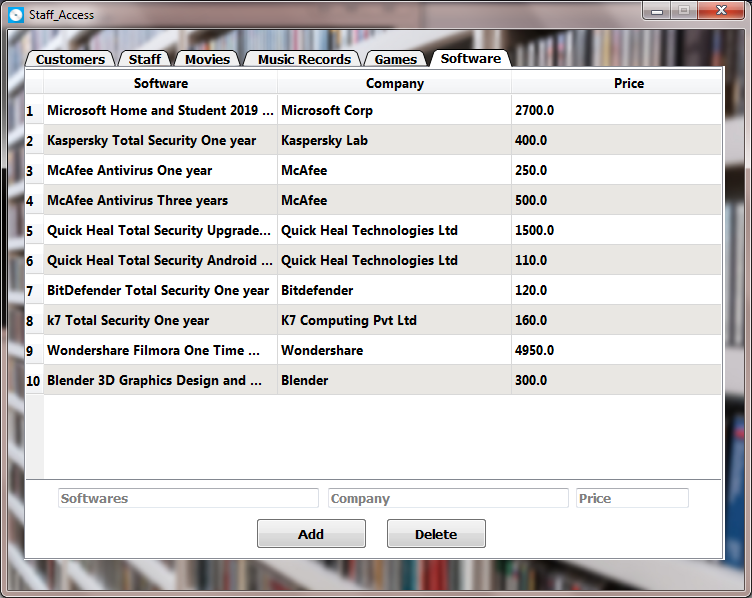 Staff_Access
Customers Staff Movies Music Records Games Software
Software Company Price
1 Microsoft Home and Student 2019 ... Microsoft Corp 2700.0
2 Kaspersky Total Security One year Kaspersky Lab 400.0
3 McAfee Antivirus One year McAfee 250.0
4 McAfee Antivirus Three years McAfee 500.0
5 Quick Heal Total Security Upgrade... Quick Heal Technologies Ltd 1500.0
6 Quick Heal Total Security Android ... Quick Heal Technologies Ltd 110.0
7 BitDefender Total Security One year Bitdefender 120.0
8 k7 Total Security One year K7 Computing Pvt Ltd 160.0
9 Wondershare Filmora One Time ... Wondershare 4950.0
10 Blender 3D Graphics Design and ... Blender 300.0
Softwares Company Price
Add Delete